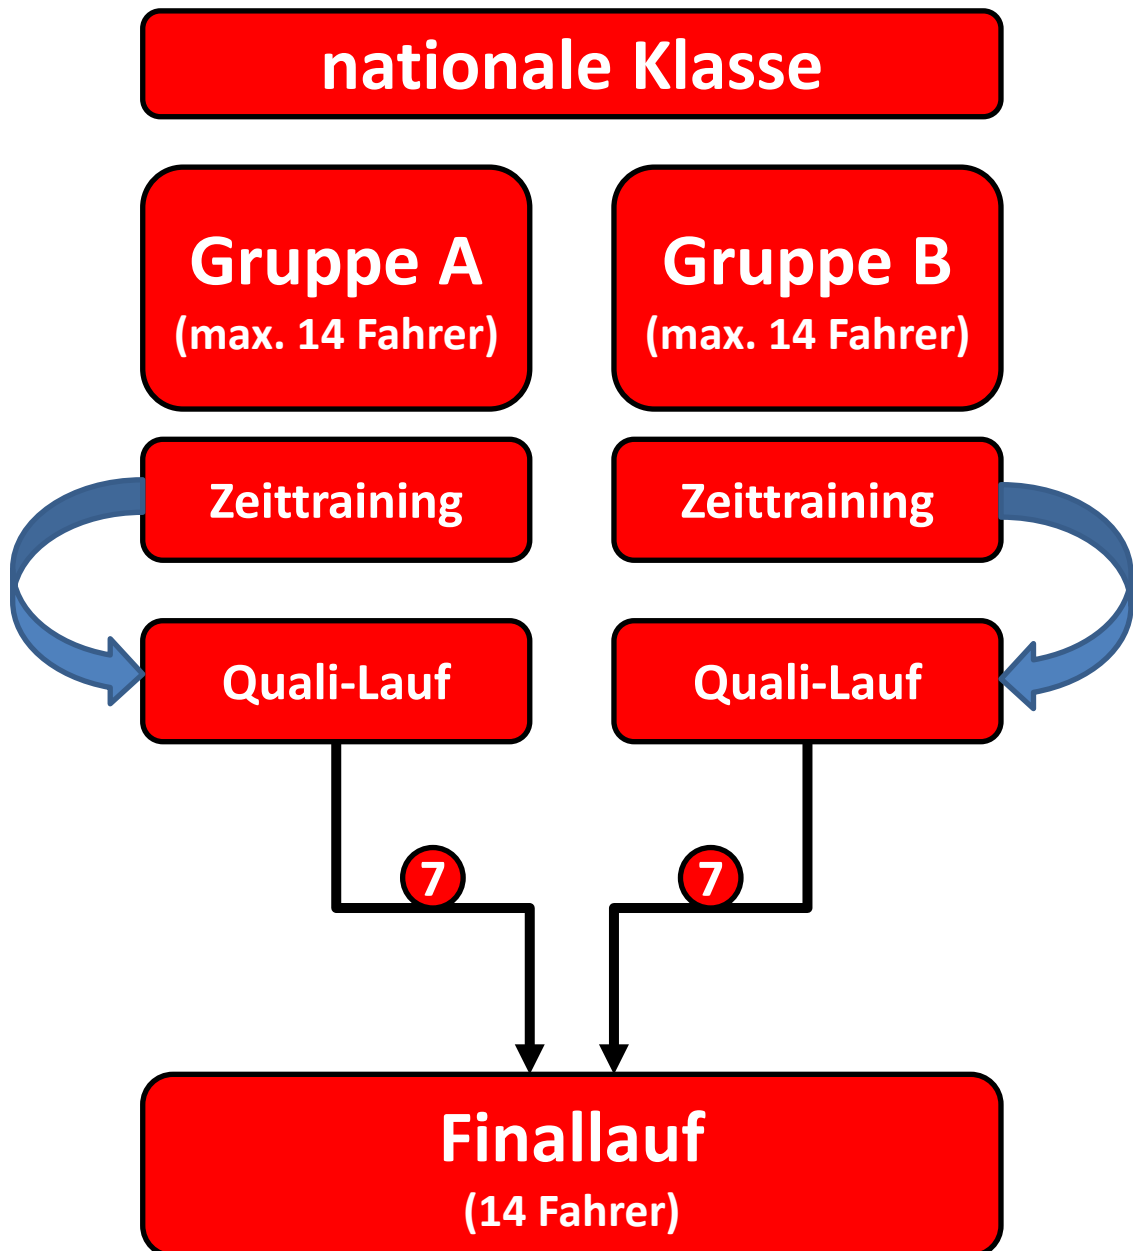 nationale Klasse
Gruppe A
(max. 14 Fahrer)
Gruppe B
(max. 14 Fahrer)
Zeittraining
Zeittraining
Quali-Lauf
Quali-Lauf
7
7
Finallauf
(14 Fahrer)